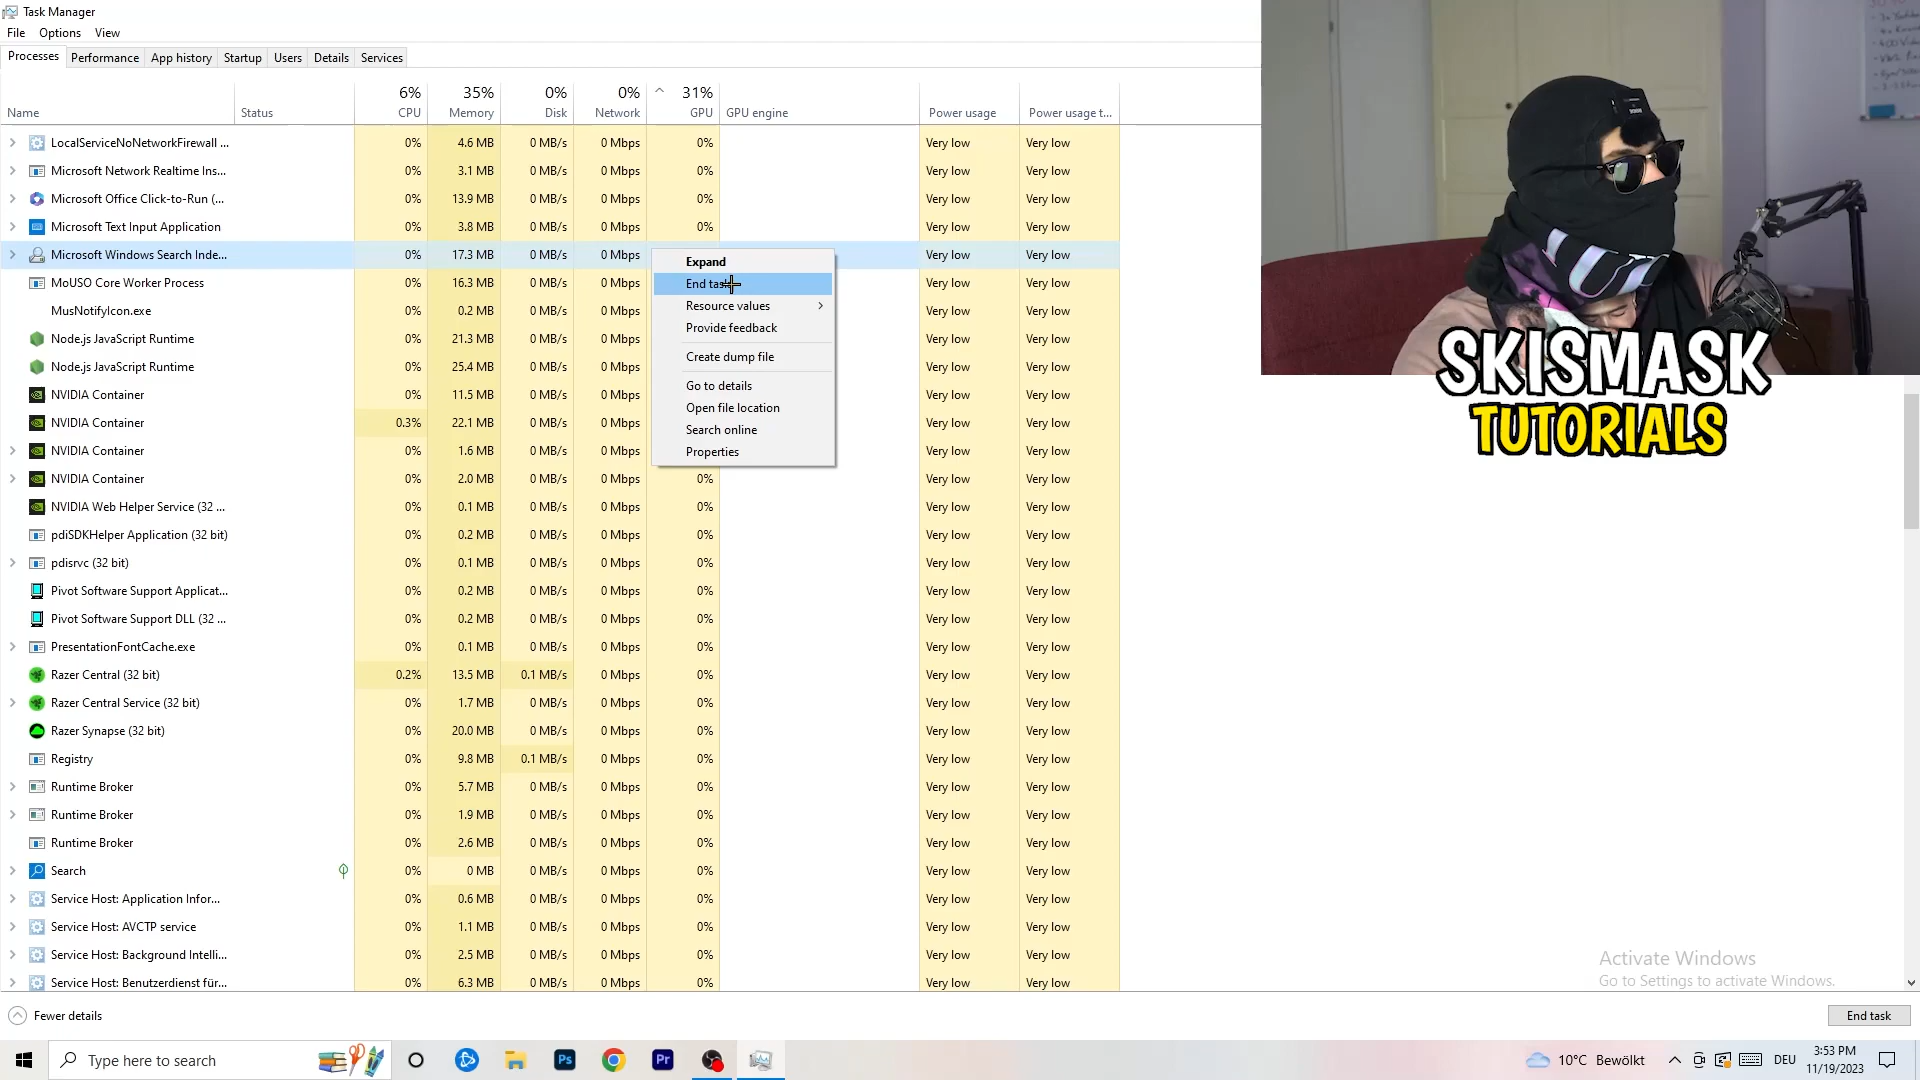 Task Manager
File Options View
Processes Performance App history Startup Users Details Services
6% 35% 0% 0% 31%
Name Status CPU Memory Disk Network GPU GPU engine Power usage Power usage t...
LocalServiceNoNetworkFirewall ... 0% 4.6 MB 0 MB/s 0 Mbps 0% Very low Very low
Microsoft Network Realtime Ins... 0% 3.1 MB 0 MB/s 0 Mbps 0% Very low Very low
Microsoft Office Click-to-Run (... 0% 13.9 MB 0 MB/s 0 Mbps 0% Very low Very low
Microsoft Text Input Application 0% 3.8 MB 0 MB/s 0 Mbps 0% Very low Very low
Microsoft Windows Search Inde... 0% 17.3 MB 0 MB/s 0 Mbps Very low Very low
Expand
MoUSO Core Worker Process 0% 16.3 MB 0 MB/s 0 Mbps Very low Very low
End task
Resource values
MusNotifyIcon.exe 0% 0.2 MB 0 MB/s 0 Mbps Very low Very low
Provide feedback
Node.js JavaScript Runtime 0% 21.3 MB 0 MB/s 0 Mbps Very low Very low
Create dump file
Node.js JavaScript Runtime 0% 25.4 MB 0 MB/s 0 Mbps Very low Very low
Go to details
NVIDIA Container 0% 11.5 MB 0 MB/s 0 Mbps Very low Very low
Open file location
NVIDIA Container 0.3% 22.1 MB 0 MB/s 0 Mbps Very low Very low
Search online
NVIDIA Container 0% 1.6 MB 0 MB/s 0 Mbps Very low Very low
Properties
NVIDIA Container 0% 2.0 MB 0 MB/s 0 Mbps 0% Very low Very low
NVIDIA Web Helper Service (32 ... 0% 0.1 MB 0 MB/s 0 Mbps 0% Very low Very low
pdiSDKHelper Application (32 bit) 0% 0.2 MB 0 MB/s 0 Mbps 0% Very low Very low
pdisrvc (32 bit) 0% 0.1 MB 0 MB/s 0 Mbps 0% Very low Very low
Pivot Software Support Applicat... 0% 0.2 MB 0 MB/s 0 Mbps 0% Very low Very low
Pivot Software Support DLL (32 ... 0% 0.2 MB 0 MB/s 0 Mbps 0% Very low Very low
PresentationFontCache.exe 0% 0.1 MB 0 MB/s 0 Mbps 0% Very low Very low
Razer Central (32 bit) 0.2% 13.5 MB 0.1 MB/s 0 Mbps 0% Very low Very low
Razer Central Service (32 bit) 0% 1.7 MB 0 MB/s 0 Mbps 0% Very low Very low
Razer Synapse (32 bit) 0% 20.0 MB 0 MB/s 0 Mbps 0% Very low Very low
Registry 0% 9.8 MB 0.1 MB/s 0 Mbps 0% Very low Very low
Runtime Broker 0% 5.7 MB 0 MB/s 0 Mbps 0% Very low Very low
Runtime Broker 0% 1.9 MB 0 MB/s 0 Mbps 0% Very low Very low
Runtime Broker 0% 2.6 MB 0 MB/s 0 Mbps 0% Very low Very low
Search 0% 0 MB 0 MB/s 0 Mbps 0% Very low Very low
Service Host: Application Infor... 0% 0.6 MB 0 MB/s 0 Mbps 0% Very low Very low
Service Host: AVCTP service 0% 1.1 MB 0 MB/s 0 Mbps 0% Very low Very low
Service Host: Background Intelli... 0% 2.5 MB 0 MB/s 0 Mbps 0% Very low Very low
Service Host: Benutzerdienst für... 0% 6.3 MB 0 MB/s 0 Mbps 0% Very low Very low
SKISMASK
TUTORIALS
Activate Windows
Go to Settings to activate Windows.
Fewer details End task
Type here to search Ps Pr 10°C Bewölkt DEU 3:53 PM
11/19/2023